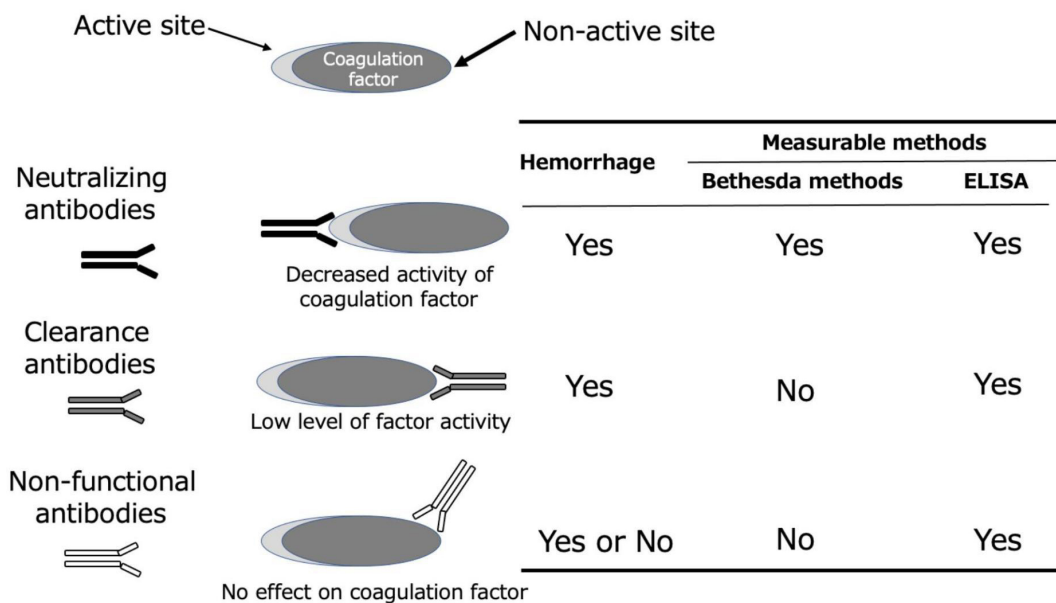 Active site
Non-active site
Coagulation
factor
Measurable methods
Hemorrhage
Bethesda methods
ELISA
Neutralizing
antibodies
Yes
Yes
Yes
Decreased activity of
coagulation factor
Clearance
antibodies
Yes
No
Yes
Low level of factor activity
Non-functional
antibodies
Yes or No
No
Yes
No effect on coagulation factor